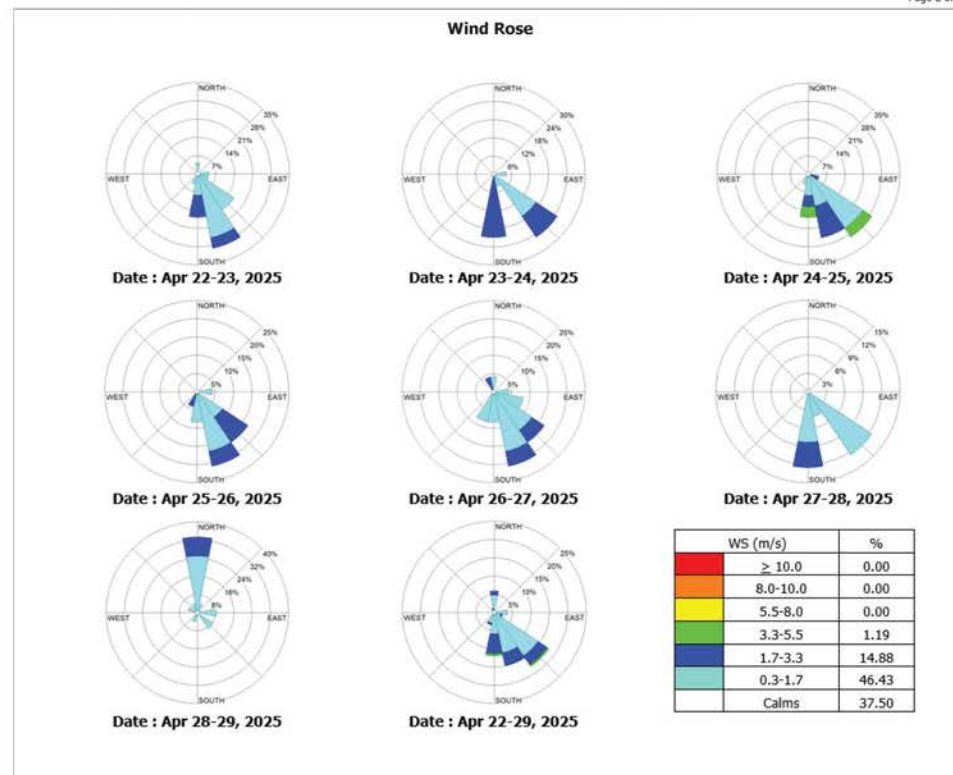 Wind Rose
NORTH
35%
28%
21%
14%
7%
WEST
EAST
SOUTH
Date : Apr 22-23, 2025
NORTH
30%
24%
18%
12%
6%
WEST
EAST
SOUTH
Date : Apr 23-24, 2025
NORTH
35%
28%
21%
14%
7%
WEST
EAST
SOUTH
Date : Apr 24-25, 2025
NORTH
25%
20%
15%
10%
5%
WEST
EAST
SOUTH
Date : Apr 25-26, 2025
NORTH
25%
20%
15%
10%
5%
WEST
EAST
SOUTH
Date : Apr 26-27, 2025
NORTH
15%
12%
9%
6%
3%
WEST
EAST
SOUTH
Date : Apr 27-28, 2025
NORTH
40%
32%
24%
16%
8%
WEST
EAST
SOUTH
Date : Apr 28-29, 2025
NORTH
25%
20%
15%
10%
5%
WEST
EAST
SOUTH
Date : Apr 22-29, 2025
WS (m/s) %
≥ 10.0 0.00
8.0-10.0 0.00
5.5-8.0 0.00
3.3-5.5 1.19
1.7-3.3 14.88
0.3-1.7 46.43
Calms 37.50